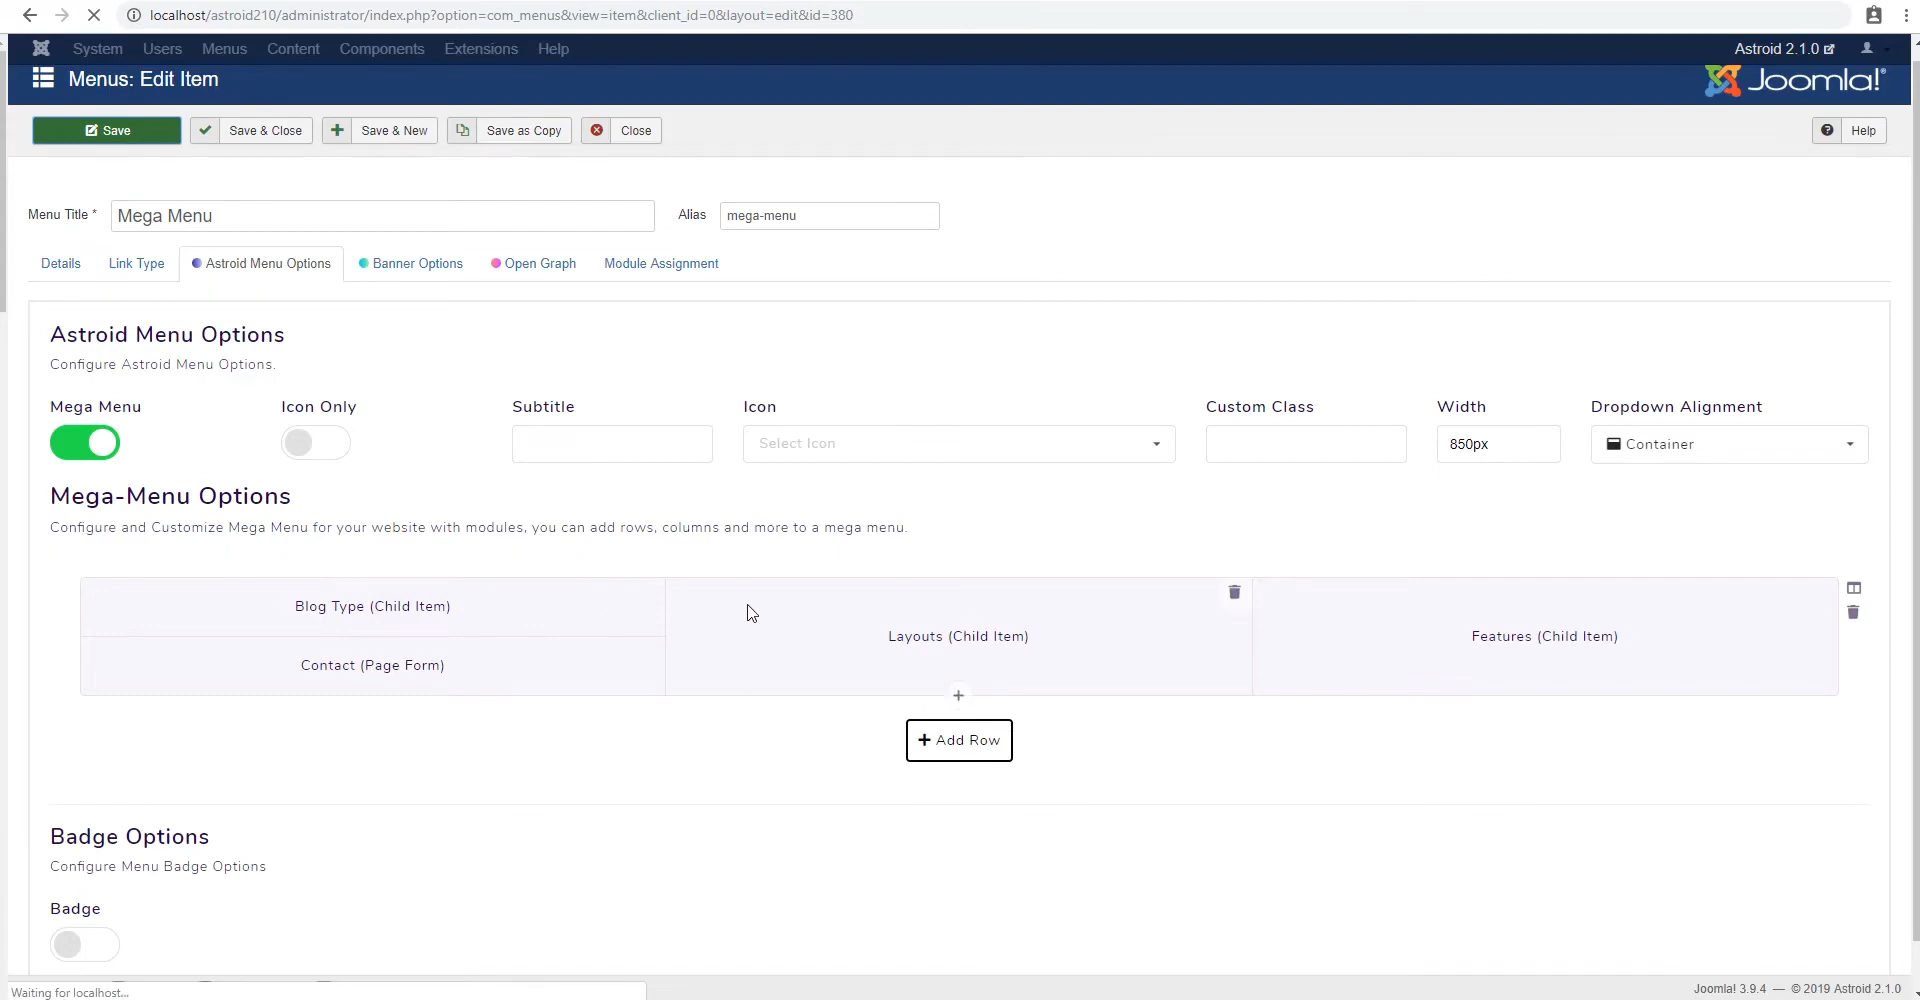 localhost/astroid210/administrator/index.php?option=com_menus&view=item&client_id=0&layout=edit&id=380
System Users Menus Content Components Extensions Help Astroid 2.1.0
Menus: Edit Item Joomla!®
Save Save & Close Save & New Save as Copy Close Help
Menu Title * Mega Menu Alias mega-menu
Details Link Type Astroid Menu Options Banner Options Open Graph Module Assignment
Astroid Menu Options
Configure Astroid Menu Options.
Mega Menu Icon Only Subtitle Icon Custom Class Width Dropdown Alignment
Select Icon 850px Container
Mega-Menu Options
Configure and Customize Mega Menu for your website with modules, you can add rows, columns and more to a mega menu.
Blog Type (Child Item)
Layouts (Child Item) Features (Child Item)
Contact (Page Form)
+ Add Row
Badge Options
Configure Menu Badge Options
Badge
Waiting for localhost... Joomla! 3.9.4 — © 2019 Astroid 2.1.0